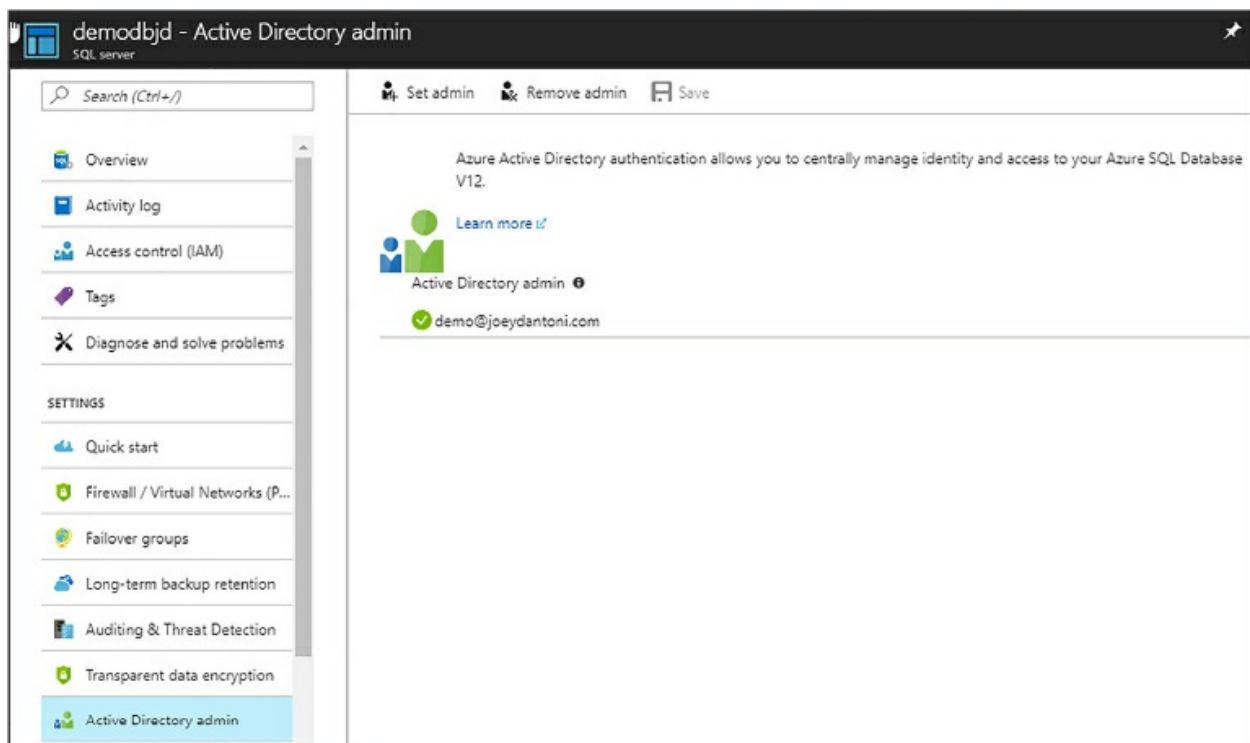 demodbjd - Active Directory admin
SQL server
Search (Ctrl+/)
Overview
Activity log
Access control (IAM)
Tags
Diagnose and solve problems
SETTINGS
Quick start
Firewall / Virtual Networks (P...
Failover groups
Long-term backup retention
Auditing & Threat Detection
Transparent data encryption
Active Directory admin
Set admin Remove admin Save
Azure Active Directory authentication allows you to centrally manage identity and access to your Azure SQL Database
V12.
Learn more
Active Directory admin
demo@joeydantoni.com